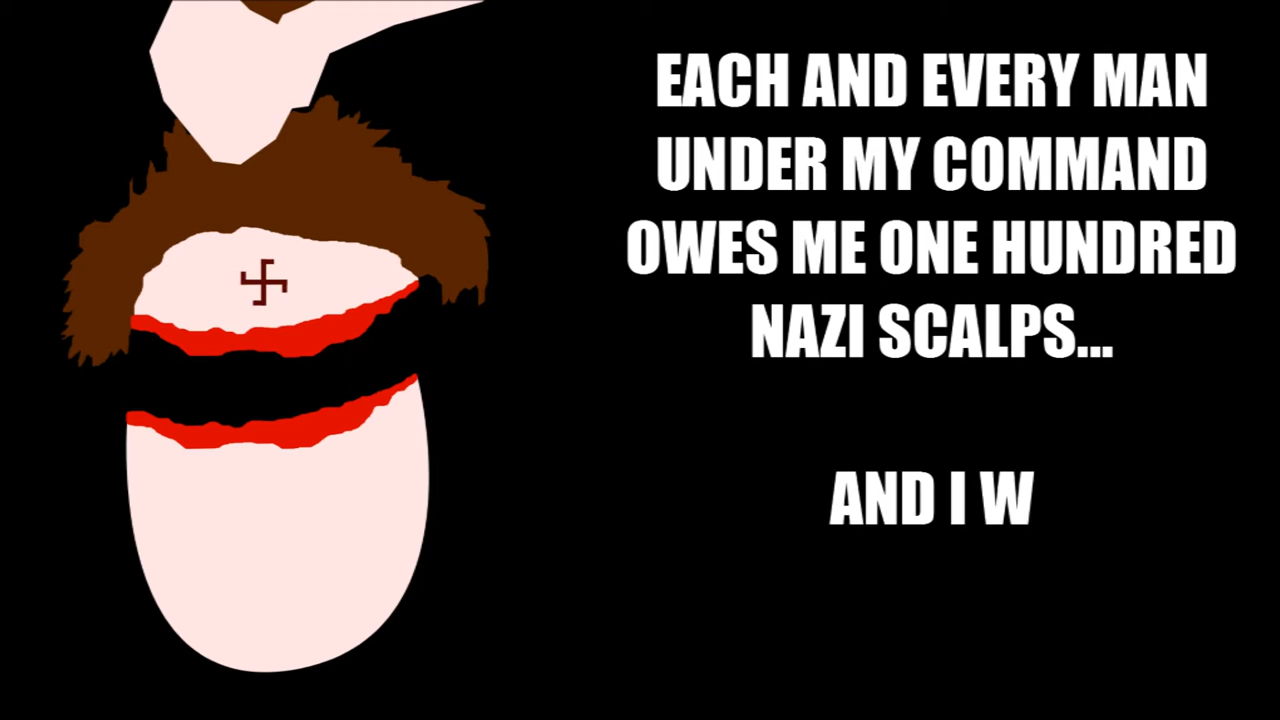 EACH AND EVERY MAN
UNDER MY COMMAND
OWES ME ONE HUNDRED
NAZI SCALPS...
AND I W